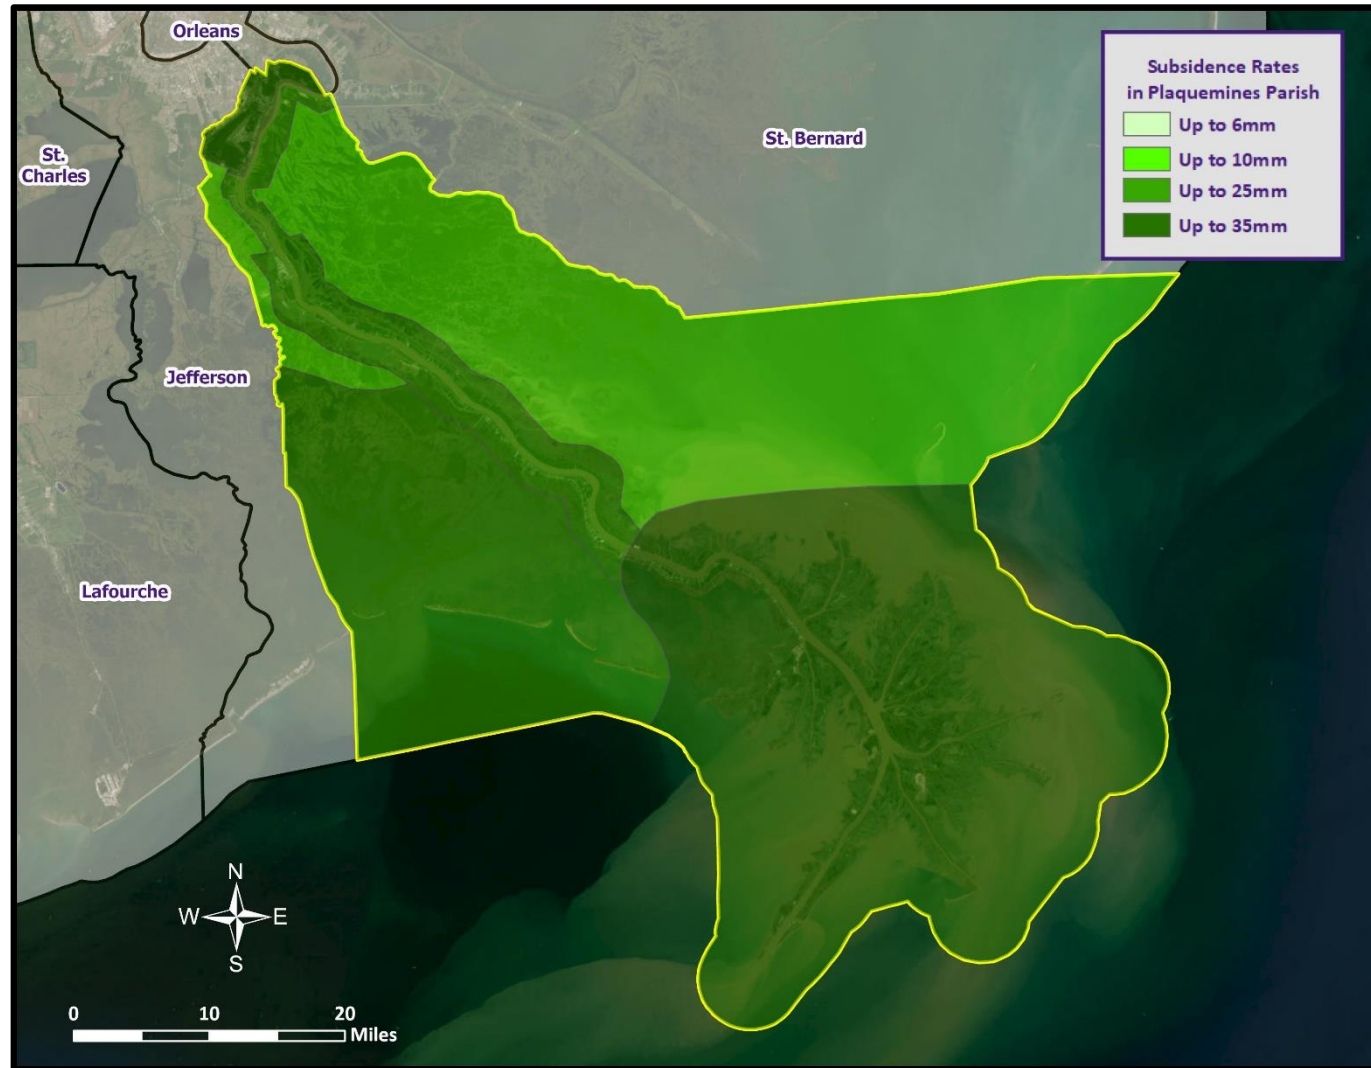 Orleans
St. Bernard
St.
Charles
Jefferson
Lafourche
Subsidence Rates
in Plaquemines Parish
Up to 6mm
Up to 10mm
Up to 25mm
Up to 35mm
N
W E
S
0 10 20
Miles